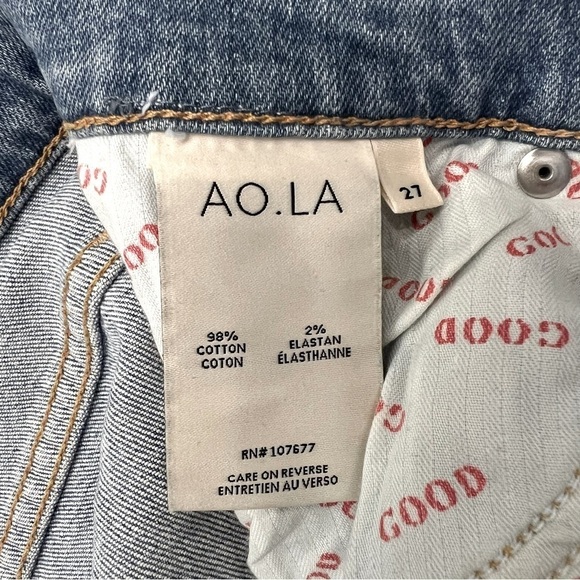 AO.LA
27
98%
COTTON
COTON
2%
ELASTAN
ÉLASTHANNE
RN#107677
CARE ON REVERSE
ENTRETIEN AU VERSO
GOOD
GOOD